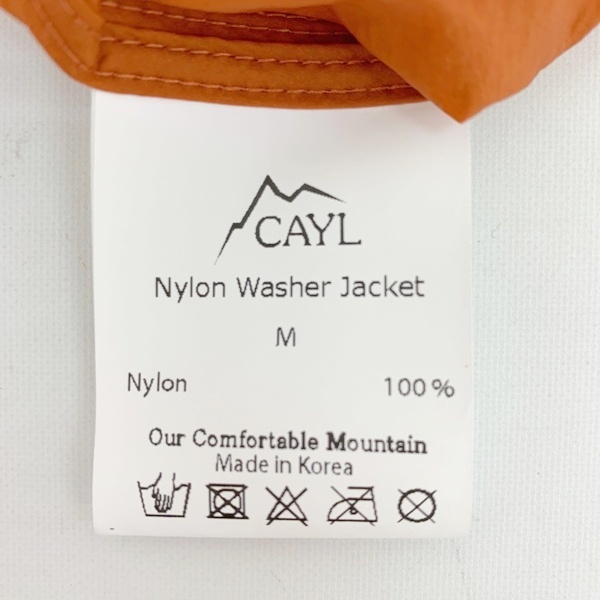 CAYL
Nylon Washer Jacket
M
Nylon 100%
Our Comfortable Mountain
Made in Korea